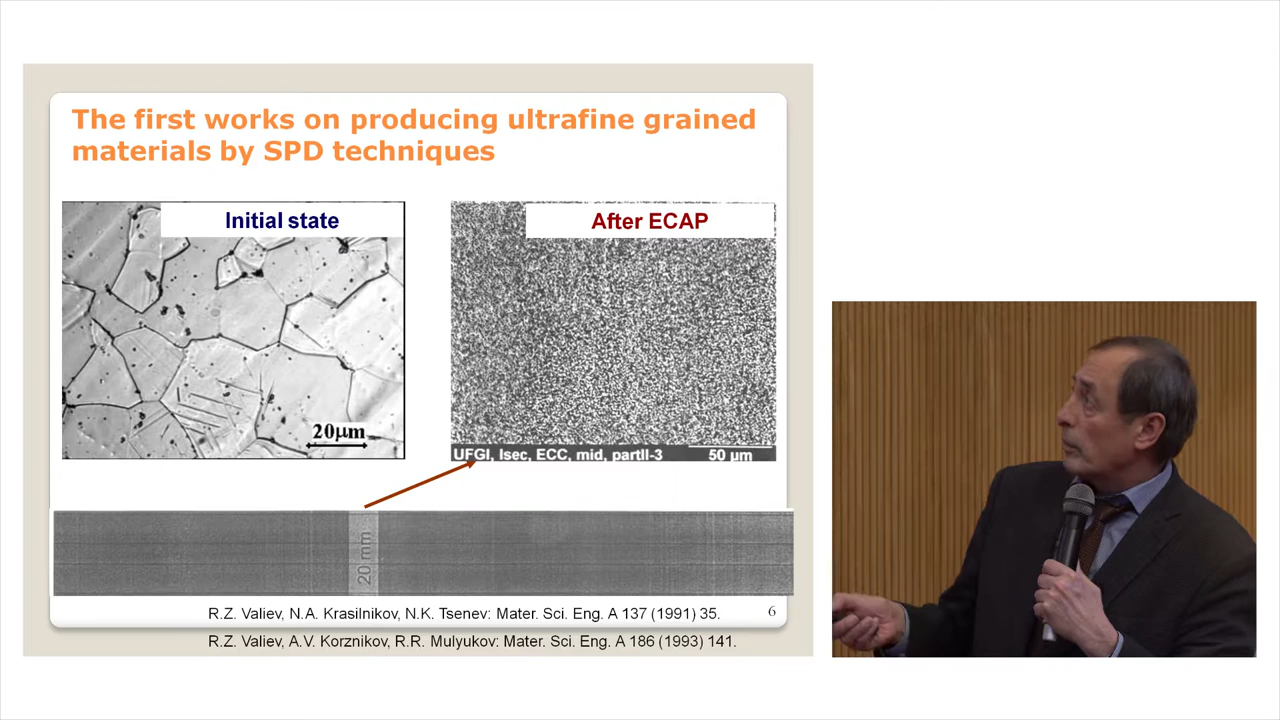 The first works on producing ultrafine grained
materials by SPD techniques
Initial state
After ECAP
20µm
UFGI, Isec, ECC, mid, partII-3
50 µm
20 mm
R.Z. Valiev, N.A. Krasilnikov, N.K. Tsenev: Mater. Sci. Eng. A 137 (1991) 35.
6
R.Z. Valiev, A.V. Korznikov, R.R. Mulyukov: Mater. Sci. Eng. A 186 (1993) 141.